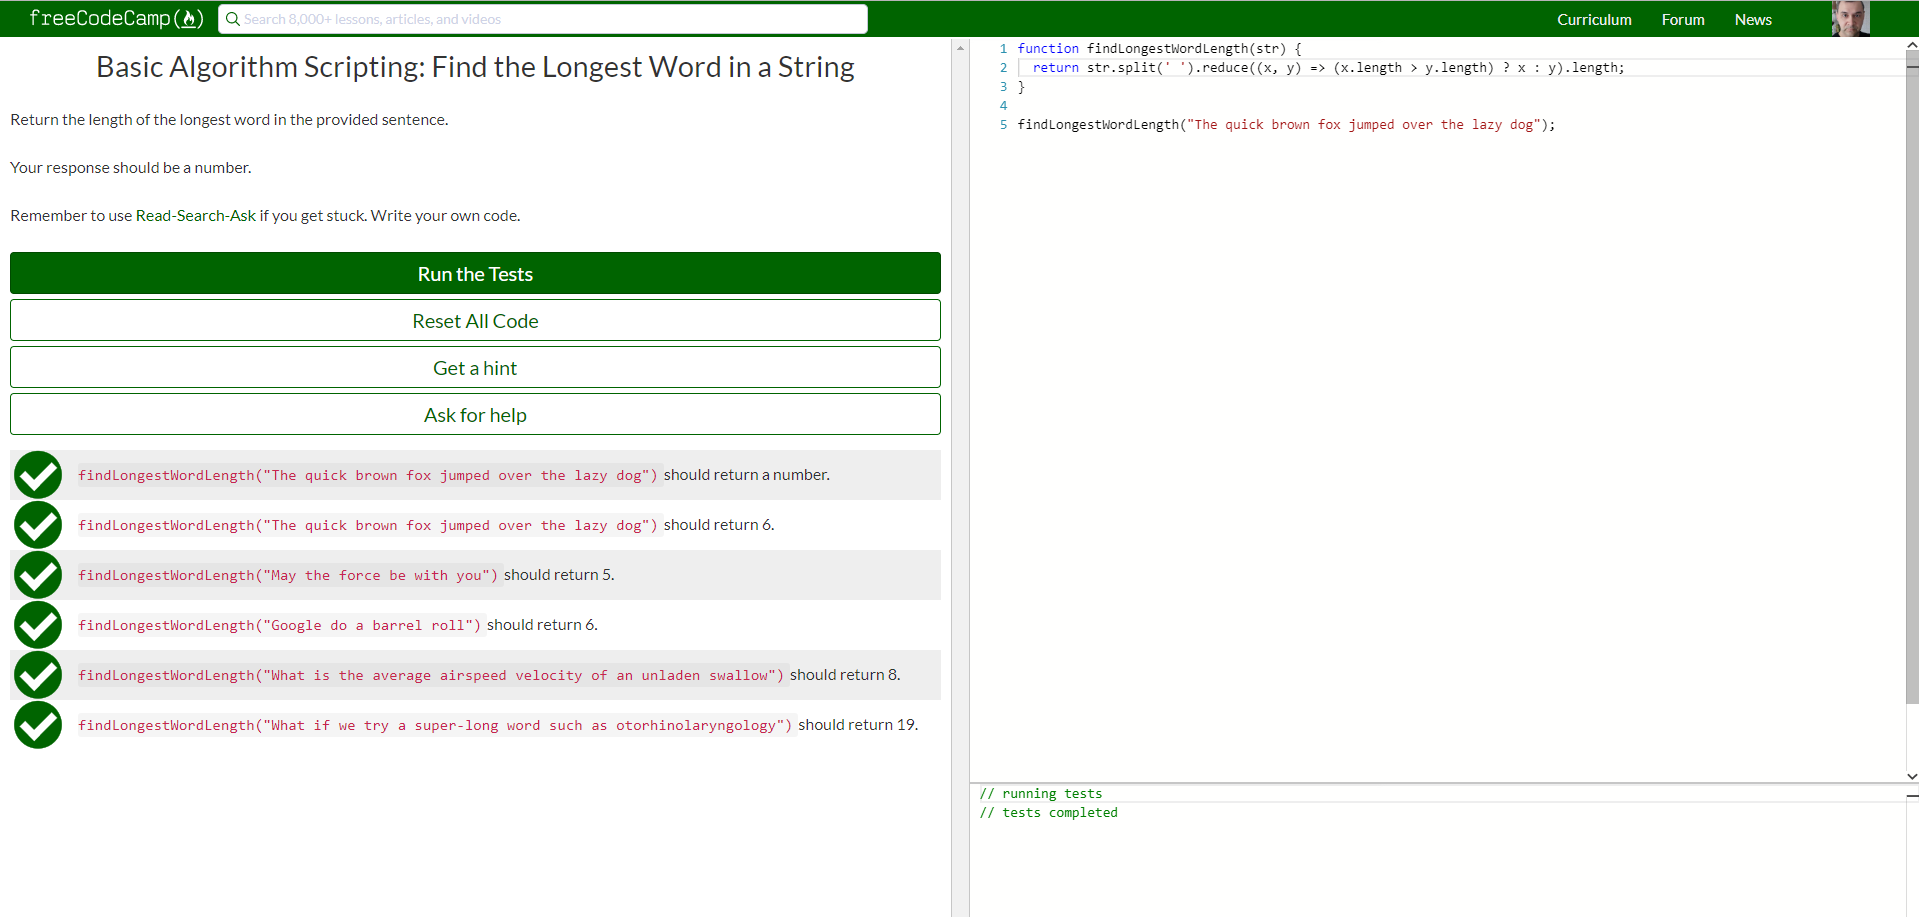 freeCodeCamp(🔥)
Search 8,000+ lessons, articles, and videos
Curriculum
Forum
News
Basic Algorithm Scripting: Find the Longest Word in a String
Return the length of the longest word in the provided sentence.
Your response should be a number.
Remember to use Read-Search-Ask if you get stuck. Write your own code.
Run the Tests
Reset All Code
Get a hint
Ask for help
findLongestWordLength("The quick brown fox jumped over the lazy dog") should return a number.
findLongestWordLength("The quick brown fox jumped over the lazy dog") should return 6.
findLongestWordLength("May the force be with you") should return 5.
findLongestWordLength("Google do a barrel roll") should return 6.
findLongestWordLength("What is the average airspeed velocity of an unladen swallow") should return 8.
findLongestWordLength("What if we try a super-long word such as otorhinolaryngology") should return 19.
1 function findLongestWordLength(str) {
2   return str.split(' ').reduce((x, y) => (x.length > y.length) ? x : y).length;
3 }
4
5 findLongestWordLength("The quick brown fox jumped over the lazy dog");
// running tests
// tests completed